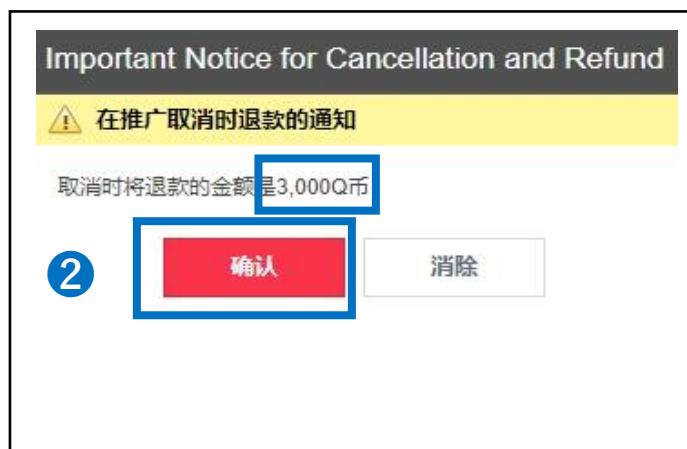 Important Notice for Cancellation and Refund
在推广取消时退款的通知
取消时将退款的金额是3,000Q币
2 确认 消除